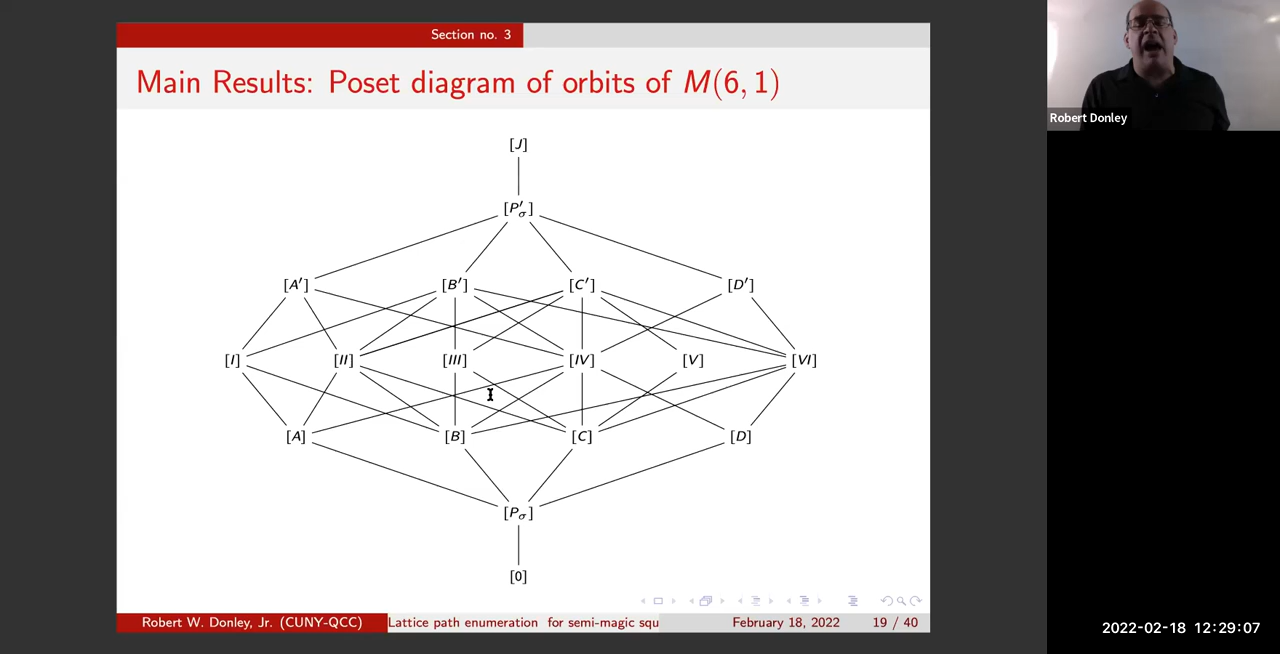 Section no. 3
Main Results: Poset diagram of orbits of M(6, 1)
Robert Donley
[J]
[P′σ]
[A′] [B′] [C′] [D′]
[I] [II] [III] [IV] [V] [VI]
[A] [B] [C] [D]
[Pσ]
[0]
Robert W. Donley, Jr. (CUNY-QCC) Lattice path enumeration for semi-magic squ February 18, 2022 19 / 40
2022-02-18 12:29:07